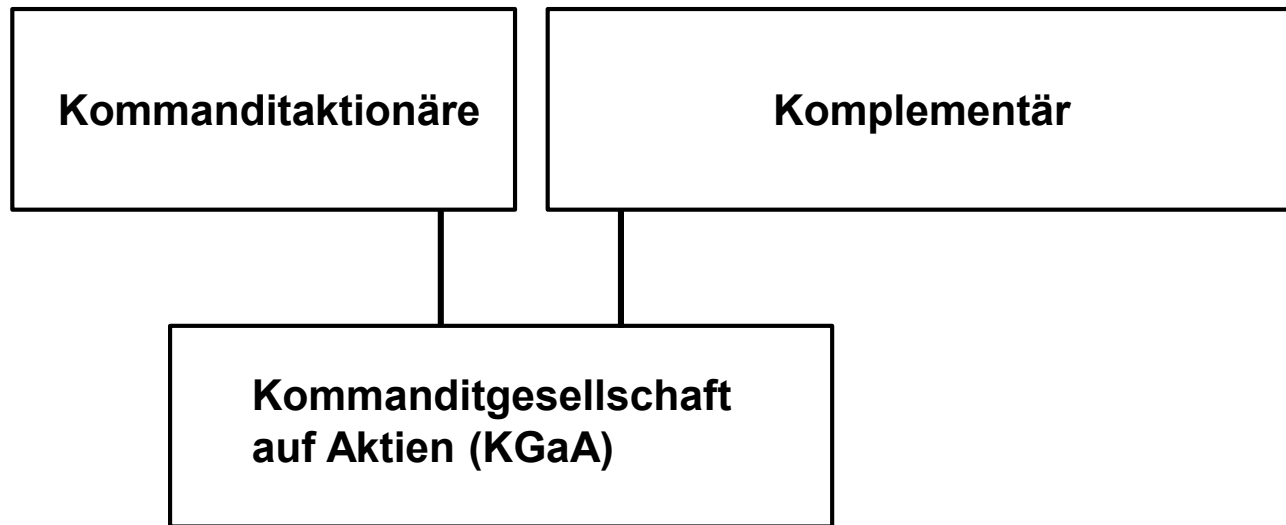 Kommanditaktionäre
Komplementär
Kommanditgesellschaft
auf Aktien (KGaA)